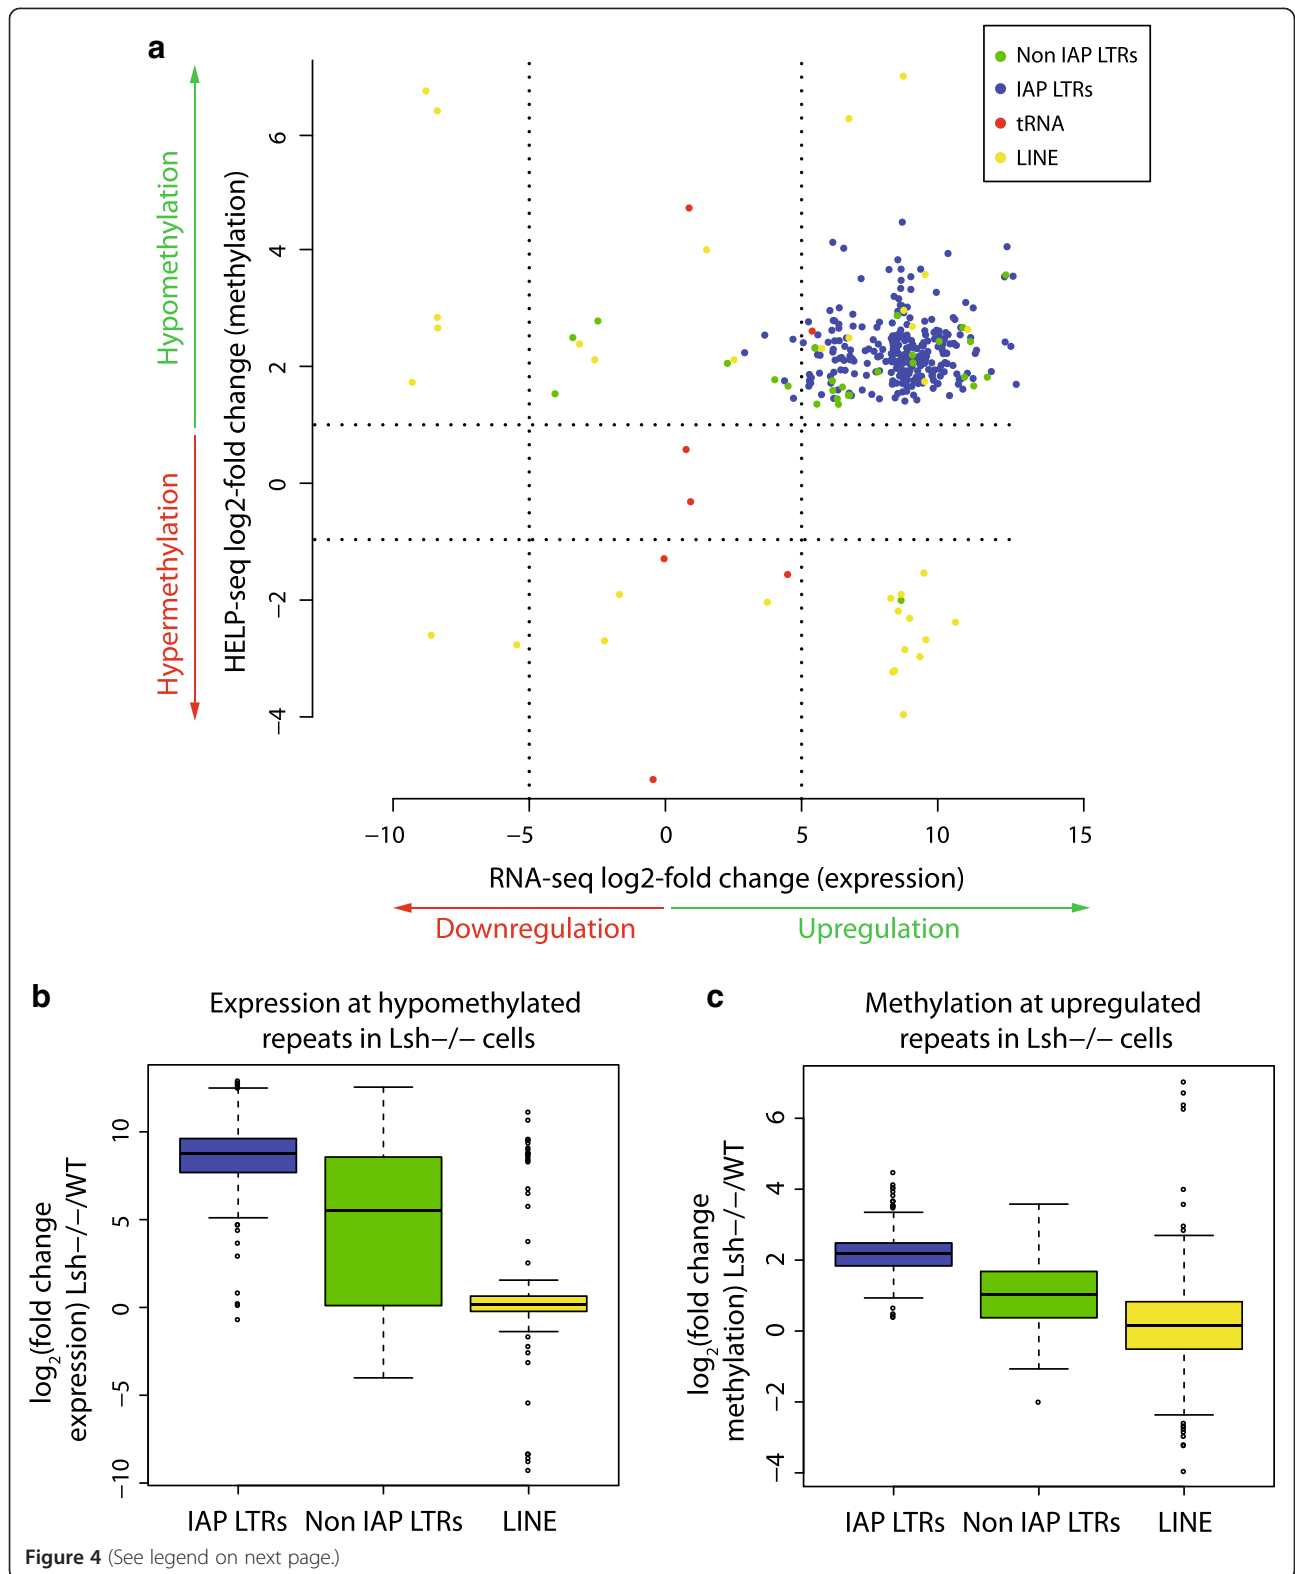 a
Non IAP LTRs
IAP LTRs
tRNA
LINE
Hypomethylation
Hypermethylation
HELP-seq log2-fold change (methylation)
6
4
2
0
−2
−4
−10 −5 0 5 10 15
RNA-seq log2-fold change (expression)
Downregulation Upregulation
b
Expression at hypomethylated
repeats in Lsh−/− cells
log2(fold change
expression) Lsh−/−/WT
10
5
0
−5
−10
IAP LTRs Non IAP LTRs LINE
c
Methylation at upregulated
repeats in Lsh−/− cells
log2(fold change
methylation) Lsh−/−/WT
6
4
2
0
−2
−4
IAP LTRs Non IAP LTRs LINE
Figure 4 (See legend on next page.)